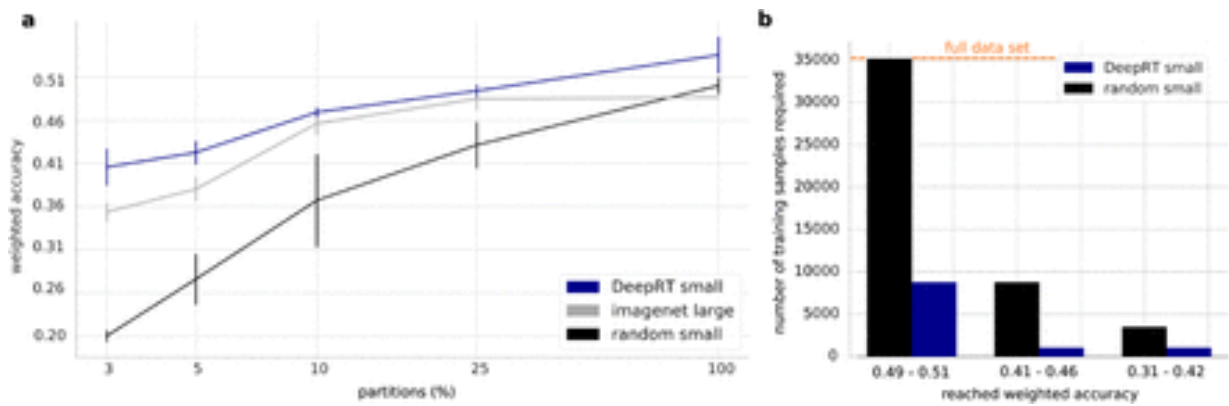 a
weighted accuracy
0.51
0.46
0.41
0.36
0.31
0.26
0.20
3
5
10
25
100
partitions (%)
DeepRT small
imagenet large
random small
b
number of training samples required
35000
30000
25000
20000
15000
10000
5000
0
full data set
DeepRT small
random small
0.49 - 0.51
0.41 - 0.46
0.31 - 0.42
reached weighted accuracy